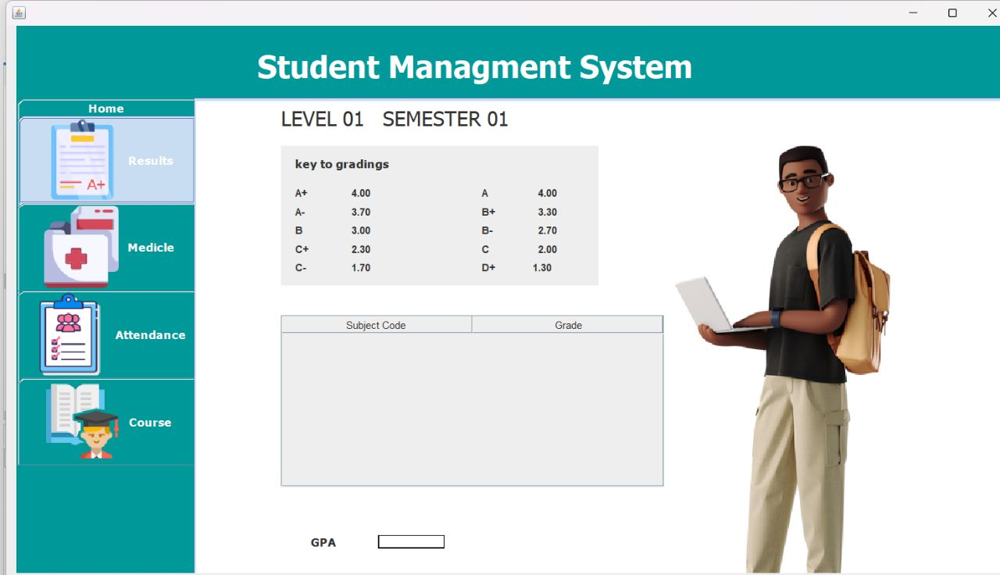 Student Managment System
Home
Results
A+
Medicle
Attendance
Course
LEVEL 01 SEMESTER 01
key to gradings
A+ 4.00 A 4.00
A- 3.70 B+ 3.30
B 3.00 B- 2.70
C+ 2.30 C 2.00
C- 1.70 D+ 1.30
Subject Code Grade
GPA